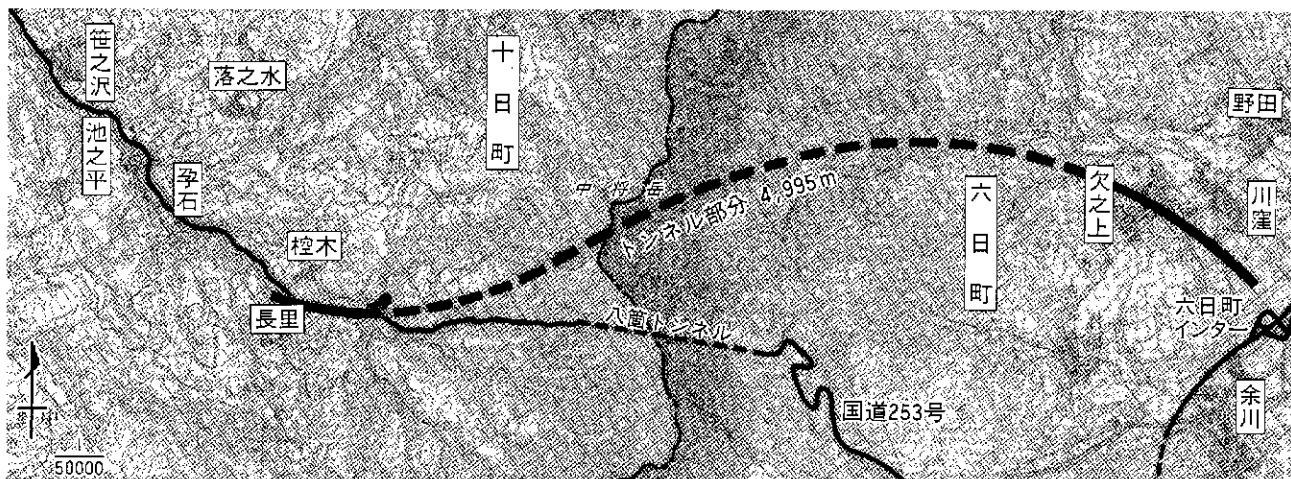 笹之沢
池之平
落之水
十日町
孕石
椌木
長里
トンネル部分 4,995m
八箇トンネル
六日町
欠之上
野田
川窪
六日町
インター
余川
国道253号
50000